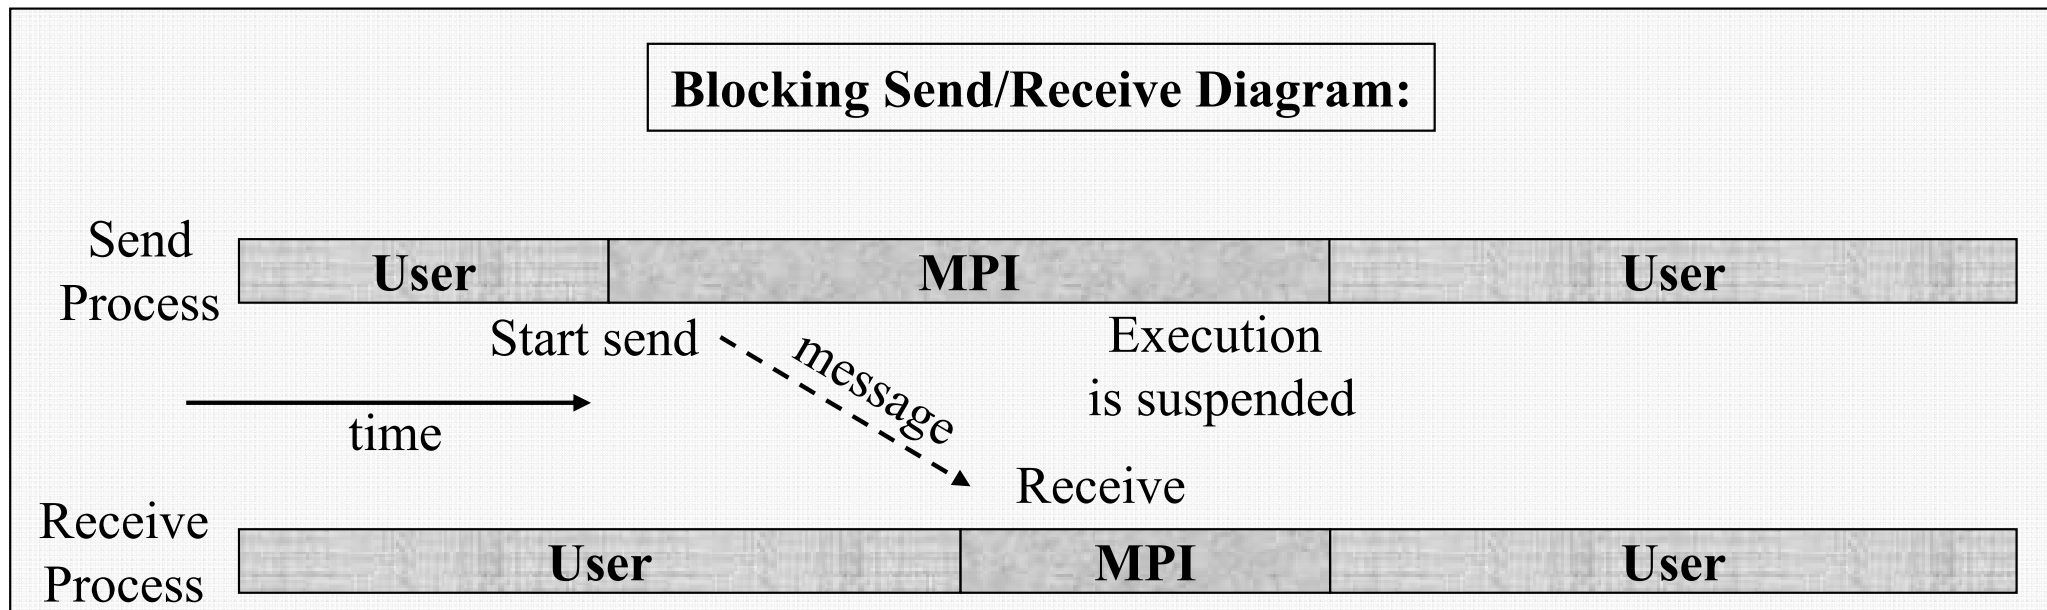 Blocking Send/Receive Diagram:
Send
Process
User
MPI
User
Start send
message
Execution
is suspended
time
Receive
Receive
Process
User
MPI
User